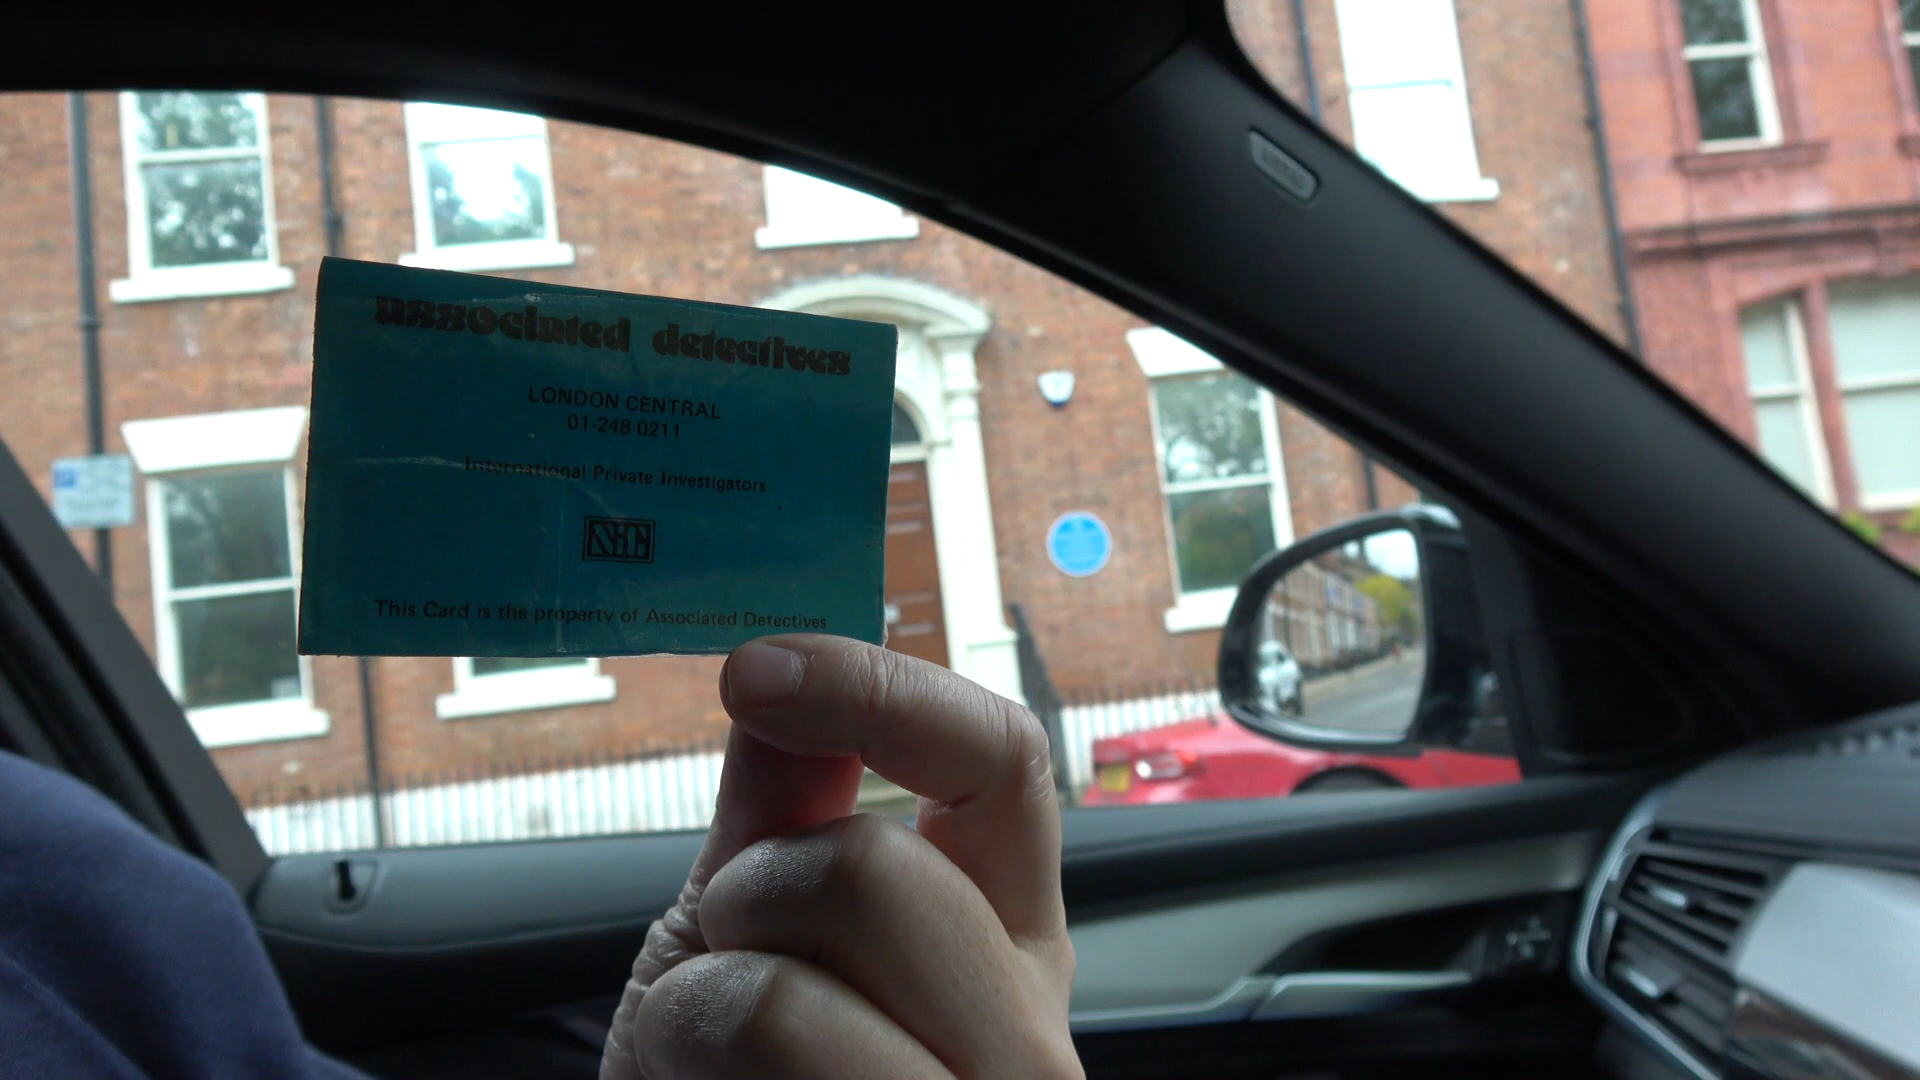 associated detectives
LONDON CENTRAL
01-248 0211
International Private Investigators
This Card is the property of Associated Detectives